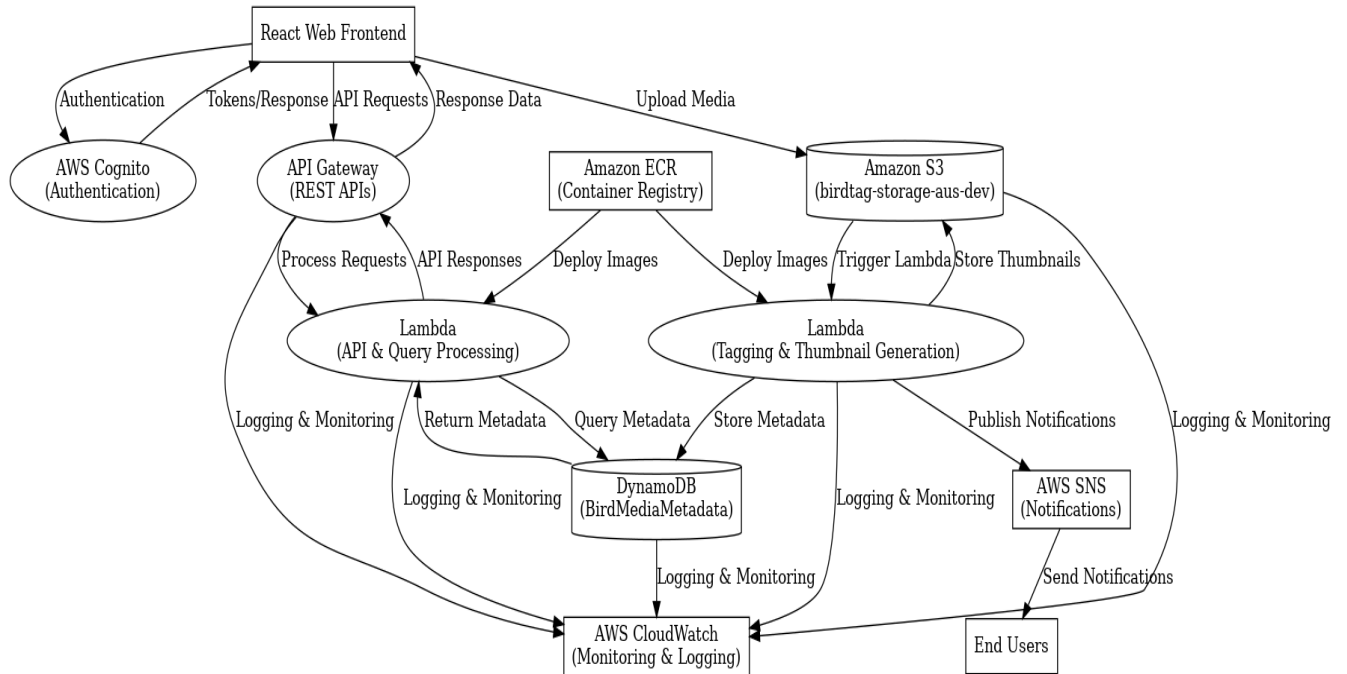 React Web Frontend
Authentication
Tokens/Response
API Requests
Response Data
Upload Media
AWS Cognito
(Authentication)
API Gateway
(REST APIs)
Amazon ECR
(Container Registry)
Amazon S3
(birdtag-storage-aus-dev)
Process Requests
API Responses
Deploy Images
Deploy Images
Trigger Lambda
Store Thumbnails
Lambda
(API & Query Processing)
Lambda
(Tagging & Thumbnail Generation)
Logging & Monitoring
Return Metadata
Query Metadata
Store Metadata
Publish Notifications
Logging & Monitoring
Logging & Monitoring
DynamoDB
(BirdMediaMetadata)
Logging & Monitoring
AWS SNS
(Notifications)
Logging & Monitoring
Send Notifications
AWS CloudWatch
(Monitoring & Logging)
End Users